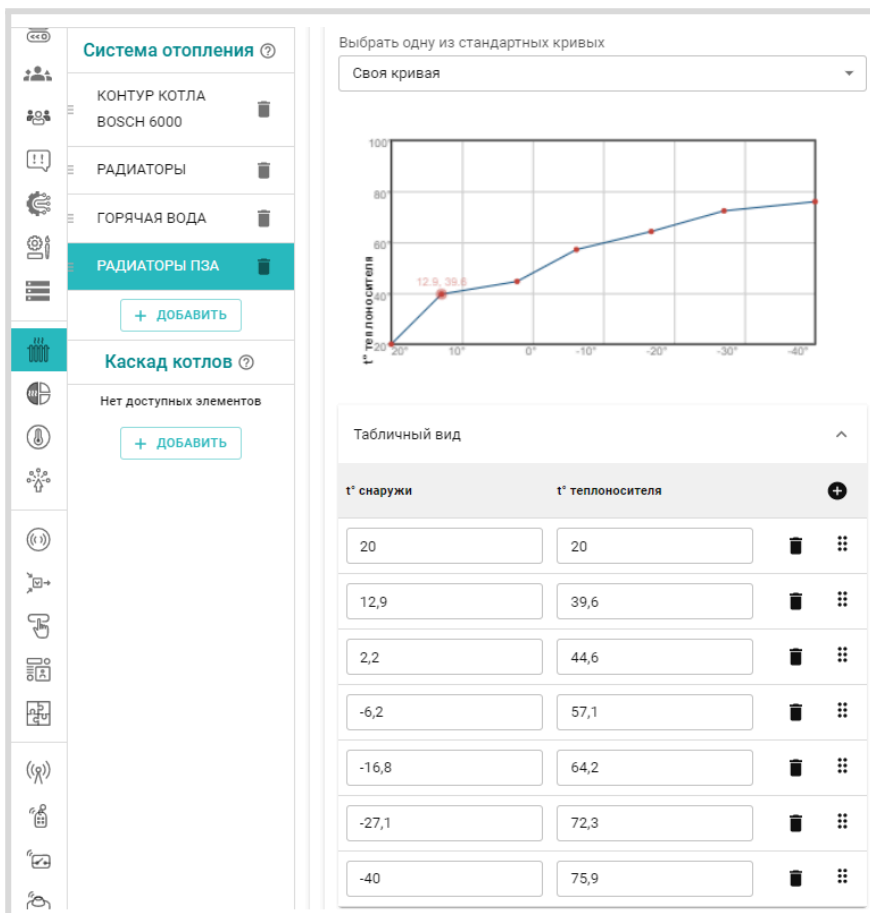 Система отопления
КОНТУР КОТЛА
BOSCH 6000
РАДИАТОРЫ
ГОРЯЧАЯ ВОДА
РАДИАТОРЫ ПЗА
+ ДОБАВИТЬ
Каскад котлов
Нет доступных элементов
+ ДОБАВИТЬ
Выбрать одну из стандартных кривых
Своя кривая
100°
80°
60°
40°
20°
t° теплоносителя
12.9, 39.6
20°
10°
0°
-10°
-20°
-30°
-40°
Табличный вид
t° снаружи t° теплоносителя
20 20
12,9 39,6
2,2 44,6
-6,2 57,1
-16,8 64,2
-27,1 72,3
-40 75,9